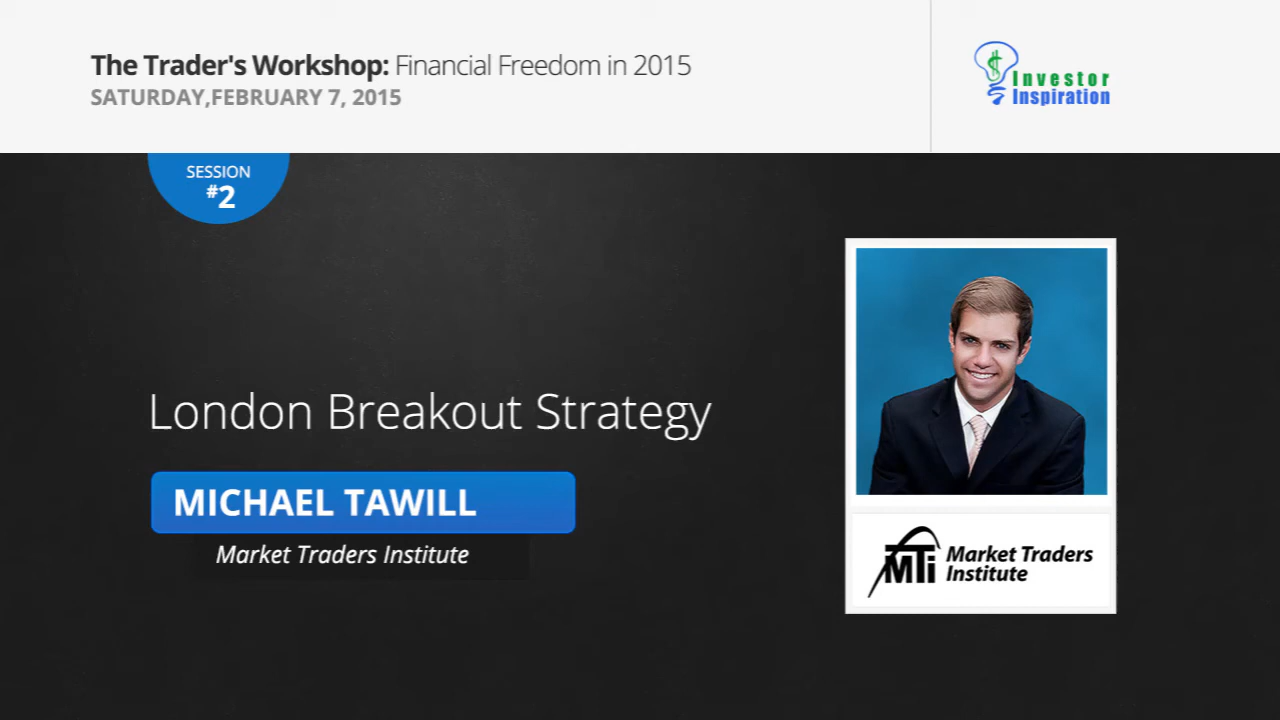 The Trader's Workshop: Financial Freedom in 2015
SATURDAY,FEBRUARY 7, 2015
Investor
Inspiration
SESSION
#2
London Breakout Strategy
MICHAEL TAWILL
Market Traders Institute
MTi Market Traders
Institute